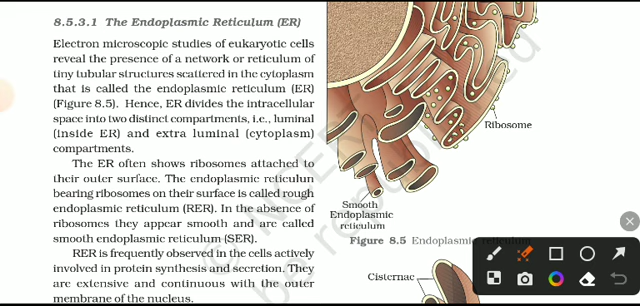 8.5.3.1 The Endoplasmic Reticulum (ER)
Electron microscopic studies of eukaryotic cells
reveal the presence of a network or reticulum of
tiny tubular structures scattered in the cytoplasm
that is called the endoplasmic reticulum (ER)
(Figure 8.5). Hence, ER divides the intracellular
space into two distinct compartments, i.e., luminal
(inside ER) and extra luminal (cytoplasm)
compartments.
The ER often shows ribosomes attached to
their outer surface. The endoplasmic reticulun
bearing ribosomes on their surface is called rough
endoplasmic reticulum (RER). In the absence of
ribosomes they appear smooth and are called
smooth endoplasmic reticulum (SER).
RER is frequently observed in the cells actively
involved in protein synthesis and secretion. They
are extensive and continuous with the outer
membrane of the nucleus.
Ribosome
Smooth
Endoplasmic
reticulum
Figure 8.5 Endoplasmic reticulum
Cisternae